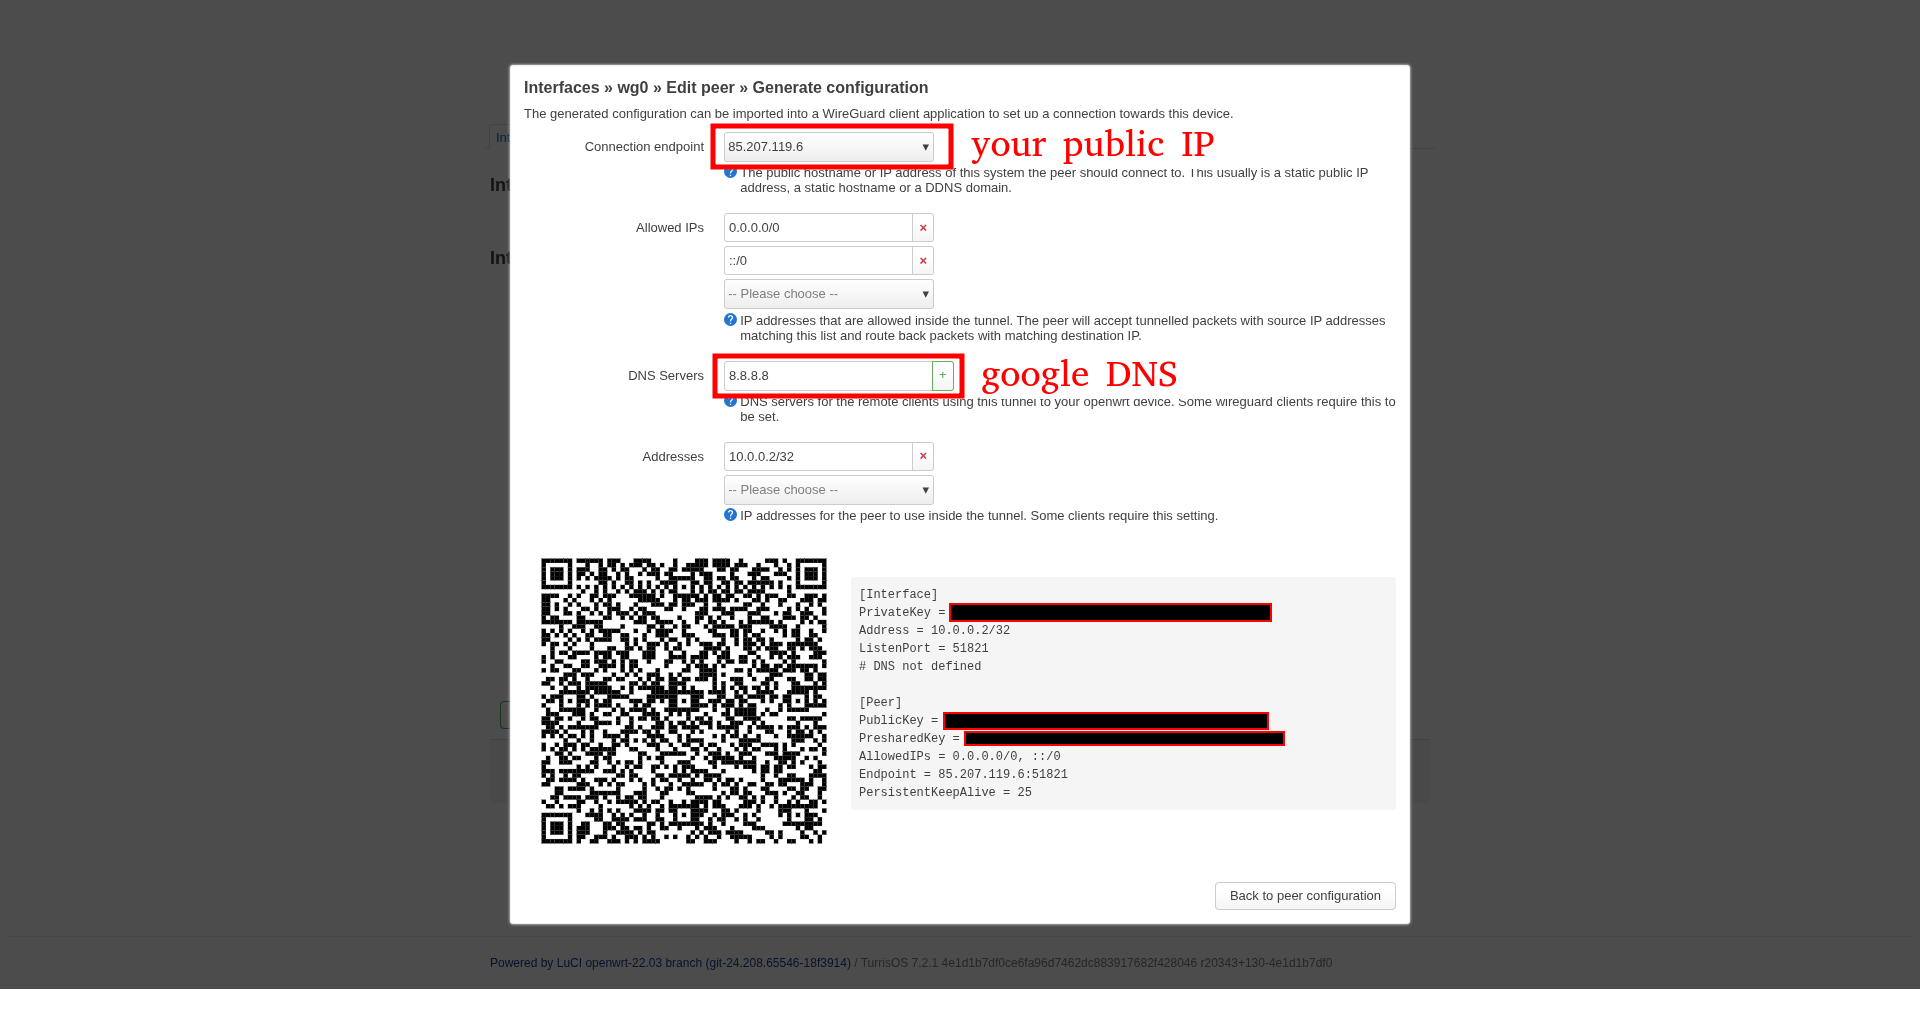 Interfaces » wg0 » Edit peer » Generate configuration
The generated configuration can be imported into a WireGuard client application to set up a connection towards this device.
Int
Connection endpoint
85.207.119.6
your public IP
The public hostname or IP address of this system the peer should connect to. This usually is a static public IP
address, a static hostname or a DDNS domain.
Int
Allowed IPs
0.0.0.0/0
×
Int
::/0
×
-- Please choose --
IP addresses that are allowed inside the tunnel. The peer will accept tunnelled packets with source IP addresses
matching this list and route back packets with matching destination IP.
DNS Servers
8.8.8.8
+
google DNS
DNS servers for the remote clients using this tunnel to your openwrt device. Some wireguard clients require this to
be set.
Addresses
10.0.0.2/32
×
-- Please choose --
IP addresses for the peer to use inside the tunnel. Some clients require this setting.
[Interface]
PrivateKey =
Address = 10.0.0.2/32
ListenPort = 51821
# DNS not defined
[Peer]
PublicKey =
PresharedKey =
AllowedIPs = 0.0.0.0/0, ::/0
Endpoint = 85.207.119.6:51821
PersistentKeepAlive = 25
Back to peer configuration
Powered by LuCI openwrt-22.03 branch (git-24.208.65546-18f3914) / TurrisOS 7.2.1 4e1d1b7df0ce6fa96d7462dc883917682f428046 r20343+130-4e1d1b7df0